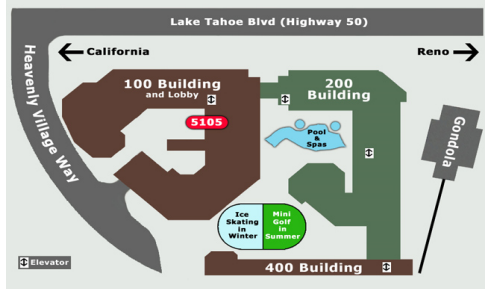 Lake Tahoe Blvd (Highway 50)
California
Reno
Heavenly Village Way
100 Building
and Lobby
200
Building
5105
Pool
&
Spas
Gondola
Ice
Skating
in
Winter
Mini
Golf
in
Summer
Elevator
400 Building